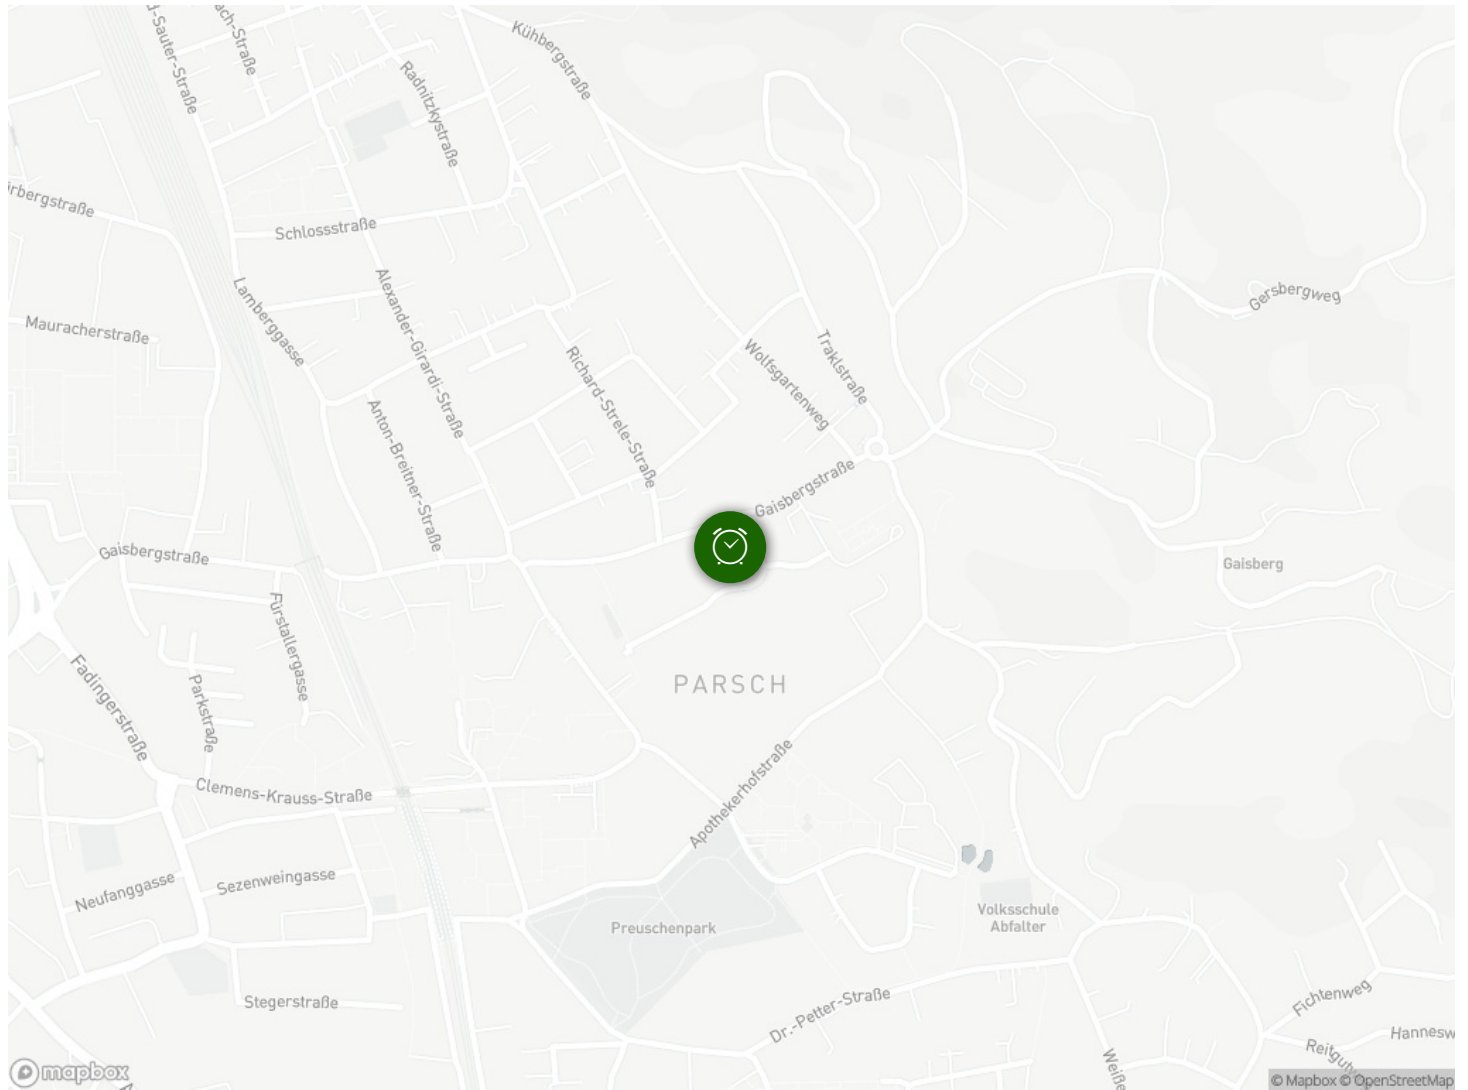 Kühbergstraße
Radnitzkystraße
Schlossstraße
Lamberggasse
Mauracherstraße
Alexander-Girardi-Straße
Gersbergweg
Traklstraße
Wolfsgartenweg
Richard-Strele-Straße
Anton-Breitner-Straße
Gaisbergstraße
Gaisbergstraße
Gaisberg
Fürstallergasse
Fadingerstraße
Parkstraße
PARSCH
Clemens-Krauss-Straße
Apothekerhofstraße
Neufanggasse
Sezenweingasse
Preuschenpark
Volksschule
Abfalter
Stegerstraße
Dr.-Petter-Straße
Fichtenweg
mapbox
© Mapbox © OpenStreetMap